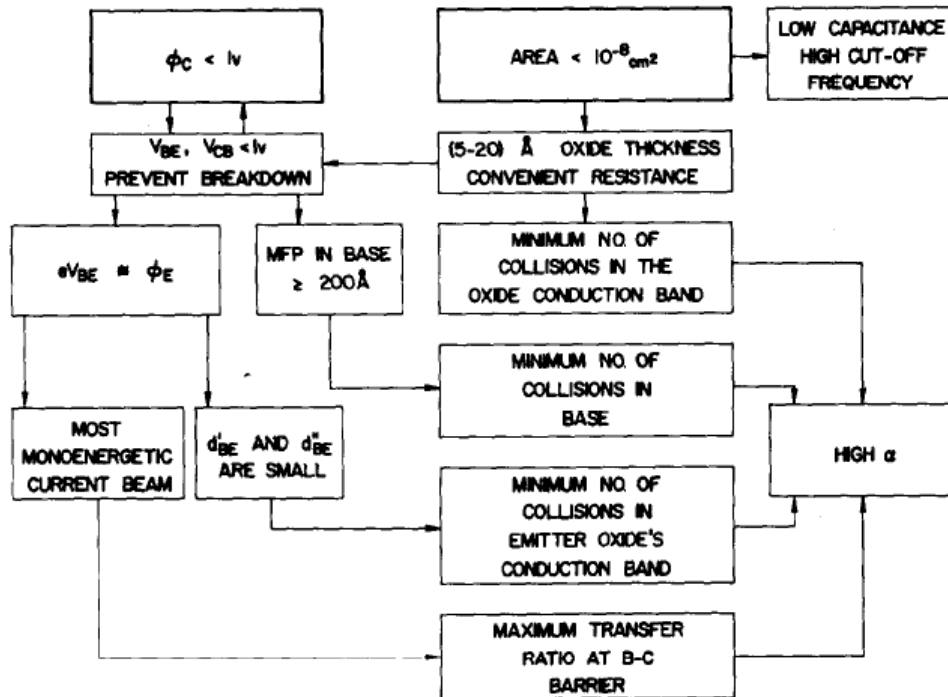 ϕC < 1v
AREA < 10⁻⁸cm²
LOW CAPACITANCE
HIGH CUT-OFF
FREQUENCY
VBE, VCB < 1v
PREVENT BREAKDOWN
(5-20) Å OXIDE THICKNESS
CONVENIENT RESISTANCE
eVBE ≅ ϕE
MFP IN BASE
≥ 200Å
MINIMUM NO. OF
COLLISIONS IN THE
OXIDE CONDUCTION BAND
MINIMUM NO. OF
COLLISIONS IN
BASE
MOST
MONOENERGETIC
CURRENT BEAM
d'BE AND d"BE
ARE SMALL
HIGH α
MINIMUM NO. OF
COLLISIONS IN
EMITTER OXIDE'S
CONDUCTION BAND
MAXIMUM TRANSFER
RATIO AT B-C
BARRIER